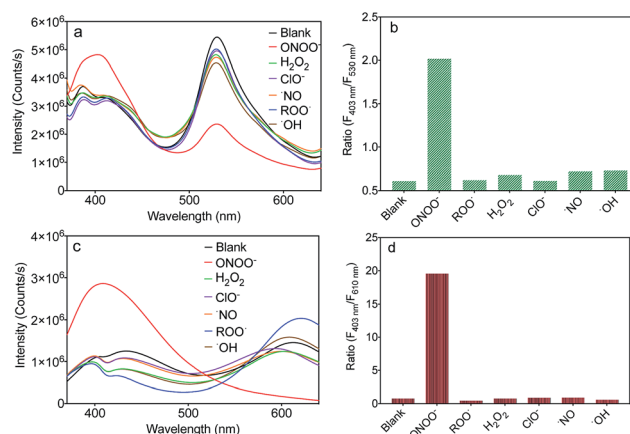 a
Intensity (Counts/s)
6×10⁶
5×10⁶
4×10⁶
3×10⁶
2×10⁶
1×10⁶
0
400
500
600
Wavelength (nm)
Blank
ONOO⁻
H₂O₂
ClO⁻
˙NO
ROO˙
˙OH
b
Ratio (F₄₀₃ ₙₘ/F₅₃₀ ₙₘ)
2.5
2.0
1.5
1.0
0.5
Blank
ONOO⁻
ROO˙
H₂O₂
ClO⁻
˙NO
˙OH
c
Intensity (Counts/s)
4×10⁶
3×10⁶
2×10⁶
1×10⁶
0
400
500
600
Wavelength (nm)
Blank
ONOO⁻
H₂O₂
ClO⁻
˙NO
ROO˙
˙OH
d
Ratio (F₄₀₃ ₙₘ/F₆₁₀ ₙₘ)
25
20
15
10
5
0
Blank
ONOO⁻
ROO˙
H₂O₂
ClO⁻
˙NO
˙OH